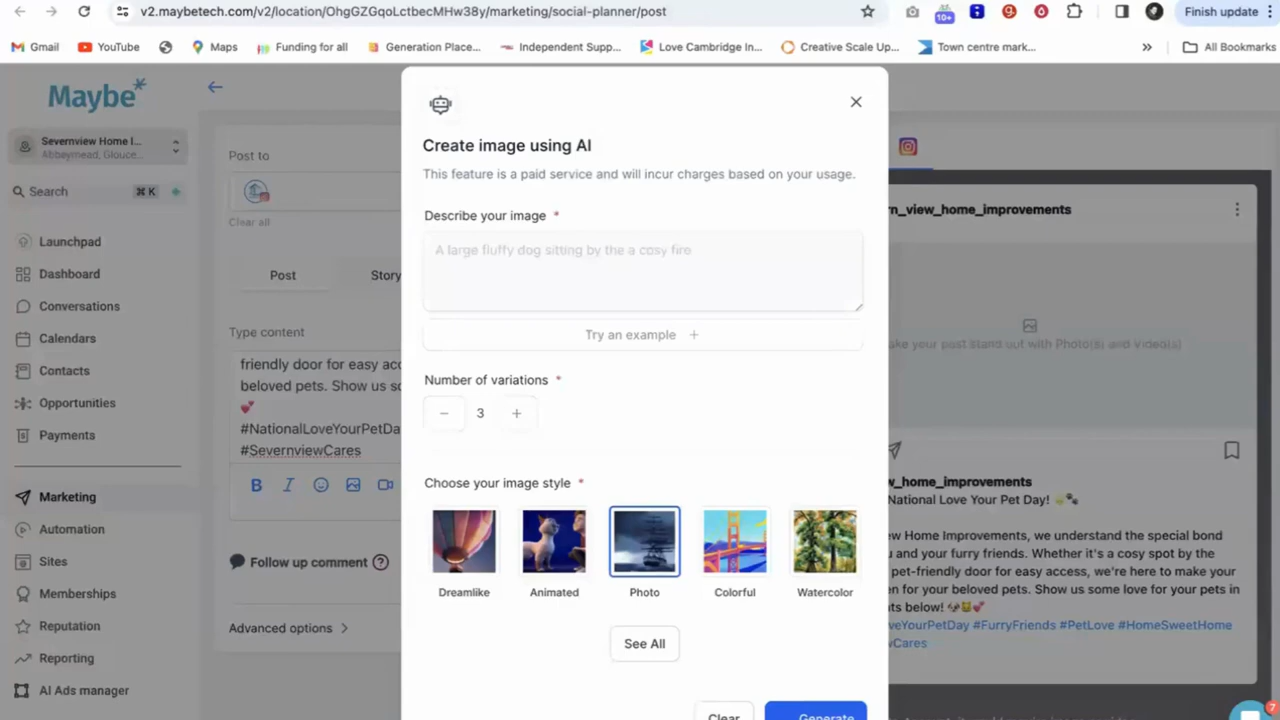 v2.maybetech.com/v2/location/OhgGZGqoLctbecMHw38y/marketing/social-planner/post
10+
Finish update
Gmail
YouTube
Maps
Funding for all
Generation Place...
Independent Supp...
Love Cambridge In...
Creative Scale Up...
Town centre mark...
»
All Bookmarks
Maybe*
Severnview Home I...
Abbeymead, Glouce...
Search
⌘ K
Launchpad
Dashboard
Conversations
Calendars
Contacts
Opportunities
Payments
Marketing
Automation
Sites
Memberships
Reputation
Reporting
AI Ads manager
Post to
Clear all
Post
Story
Type content
friendly door for easy acc
beloved pets. Show us so
#NationalLoveYourPetDa
#SevernviewCares
B I
Follow up comment
Advanced options
Create image using AI
This feature is a paid service and will incur charges based on your usage.
Describe your image *
A large fluffy dog sitting by the a cosy fire
Try an example +
Number of variations *
− 3 +
Choose your image style *
Dreamlike
Animated
Photo
Colorful
Watercolor
See All
Clear
Generate
rn_view_home_improvements
ake your post stand out with Photo(s) and Video(s)
w_home_improvements
National Love Your Pet Day!
ew Home Improvements, we understand the special bond
u and your furry friends. Whether it's a cosy spot by the
pet-friendly door for easy access, we're here to make your
en for your beloved pets. Show us some love for your pets in
ts below!
oveYourPetDay #FurryFriends #PetLove #HomeSweetHome
wCares
7